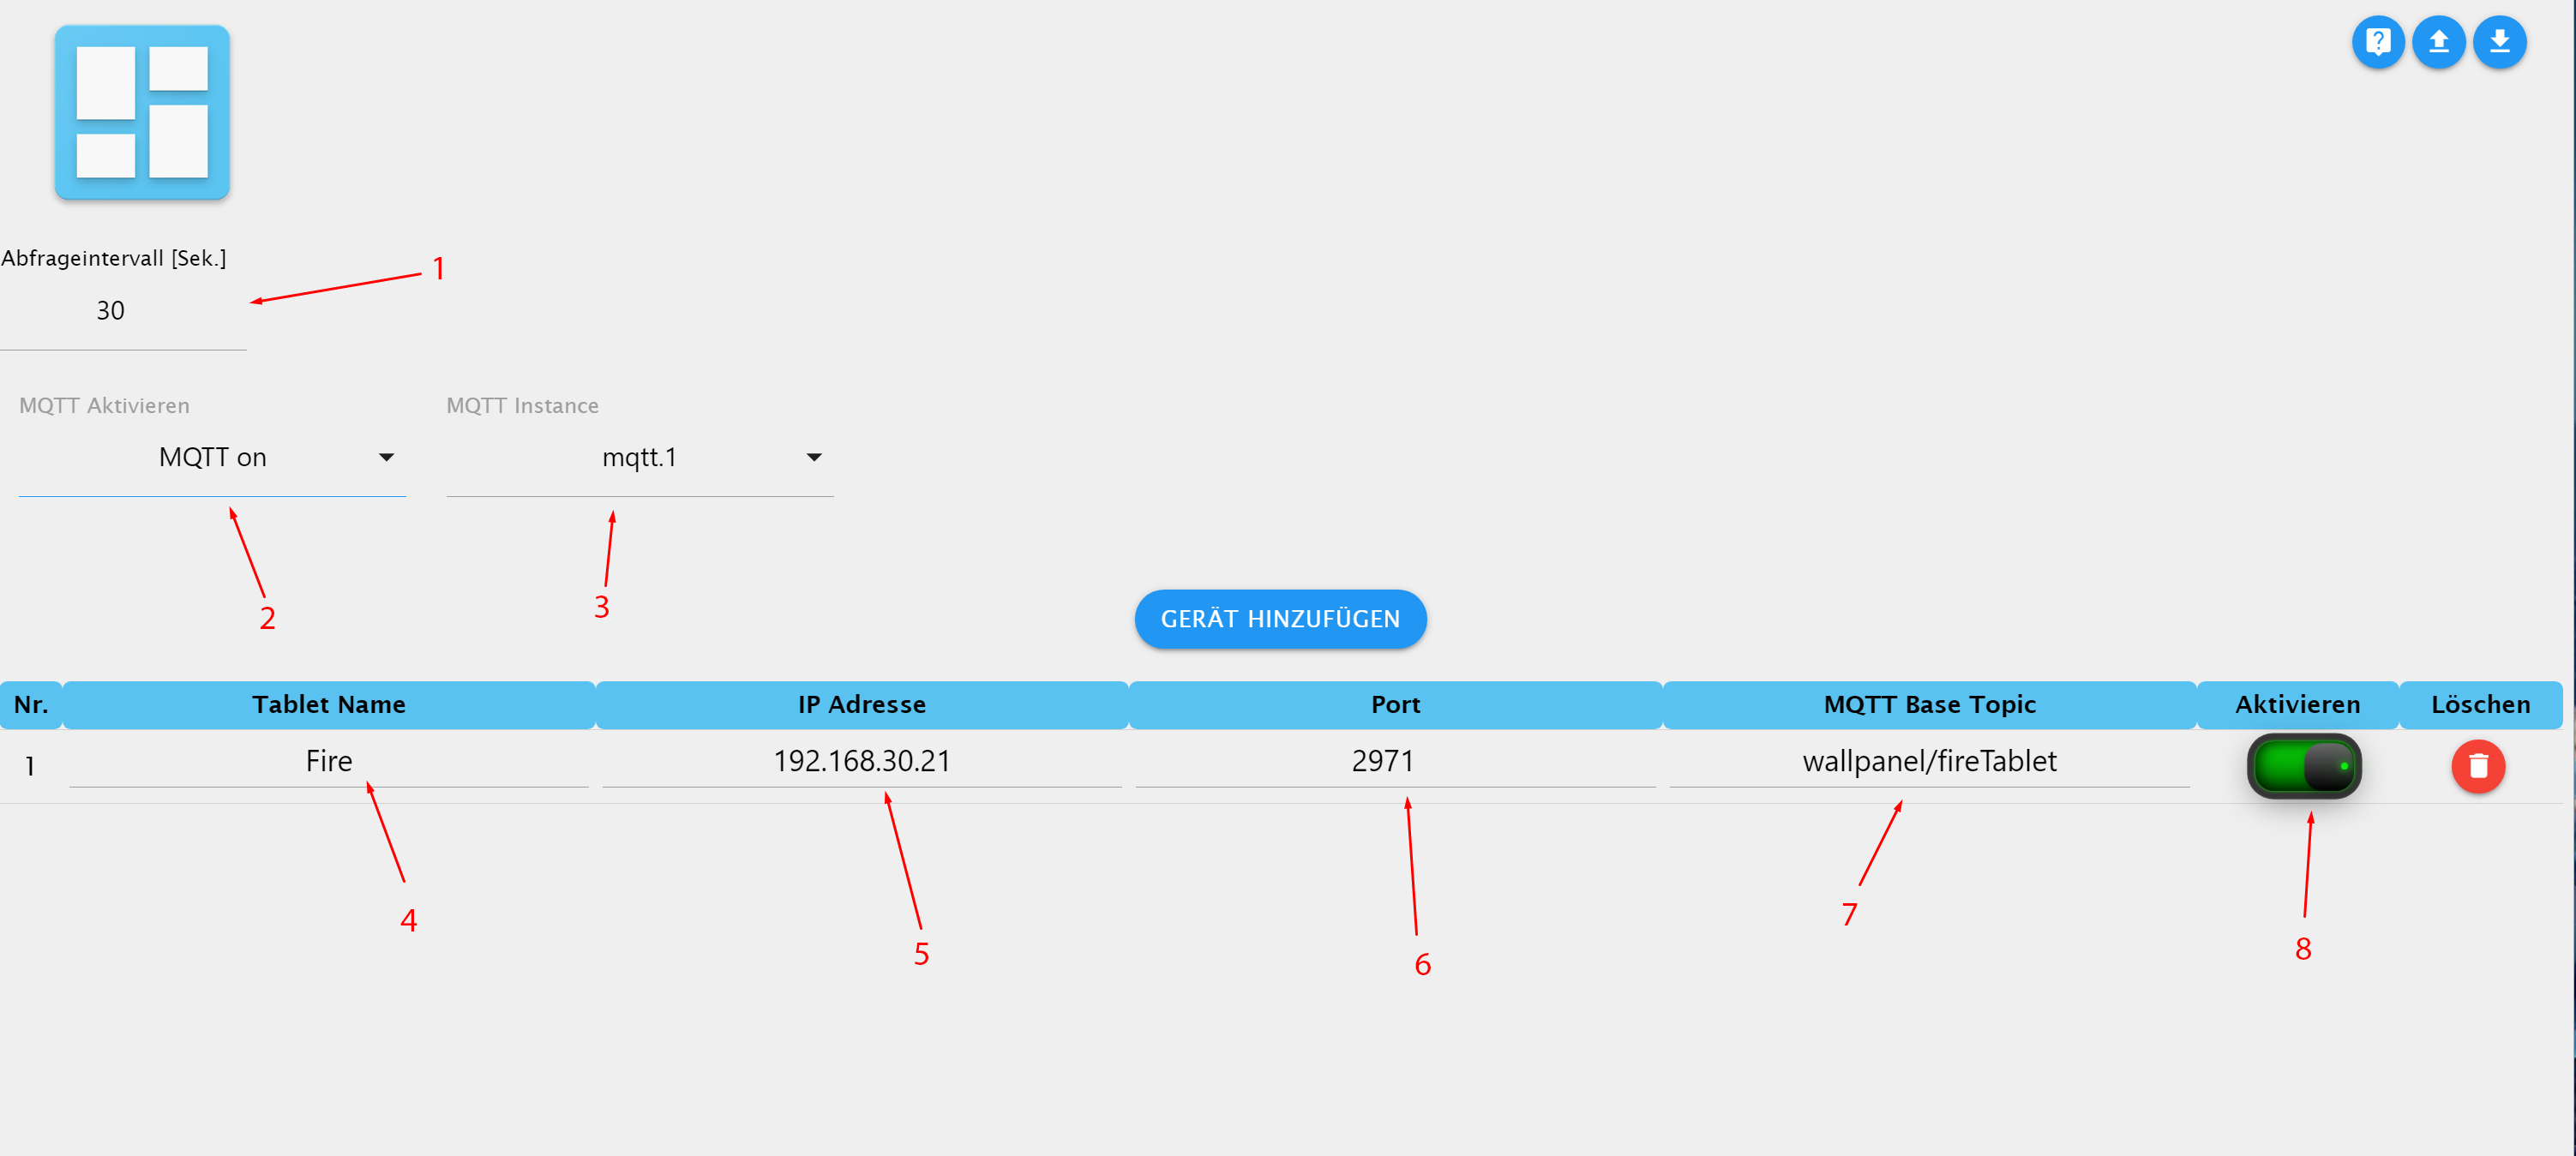 Abfrageintervall [Sek.]
1
30
MQTT Aktivieren
MQTT Instance
MQTT on
mqtt.1
2
3
GERÄT HINZUFÜGEN
Nr.
Tablet Name
IP Adresse
Port
MQTT Base Topic
Aktivieren
Löschen
1
Fire
192.168.30.21
2971
wallpanel/fireTablet
4
5
6
7
8